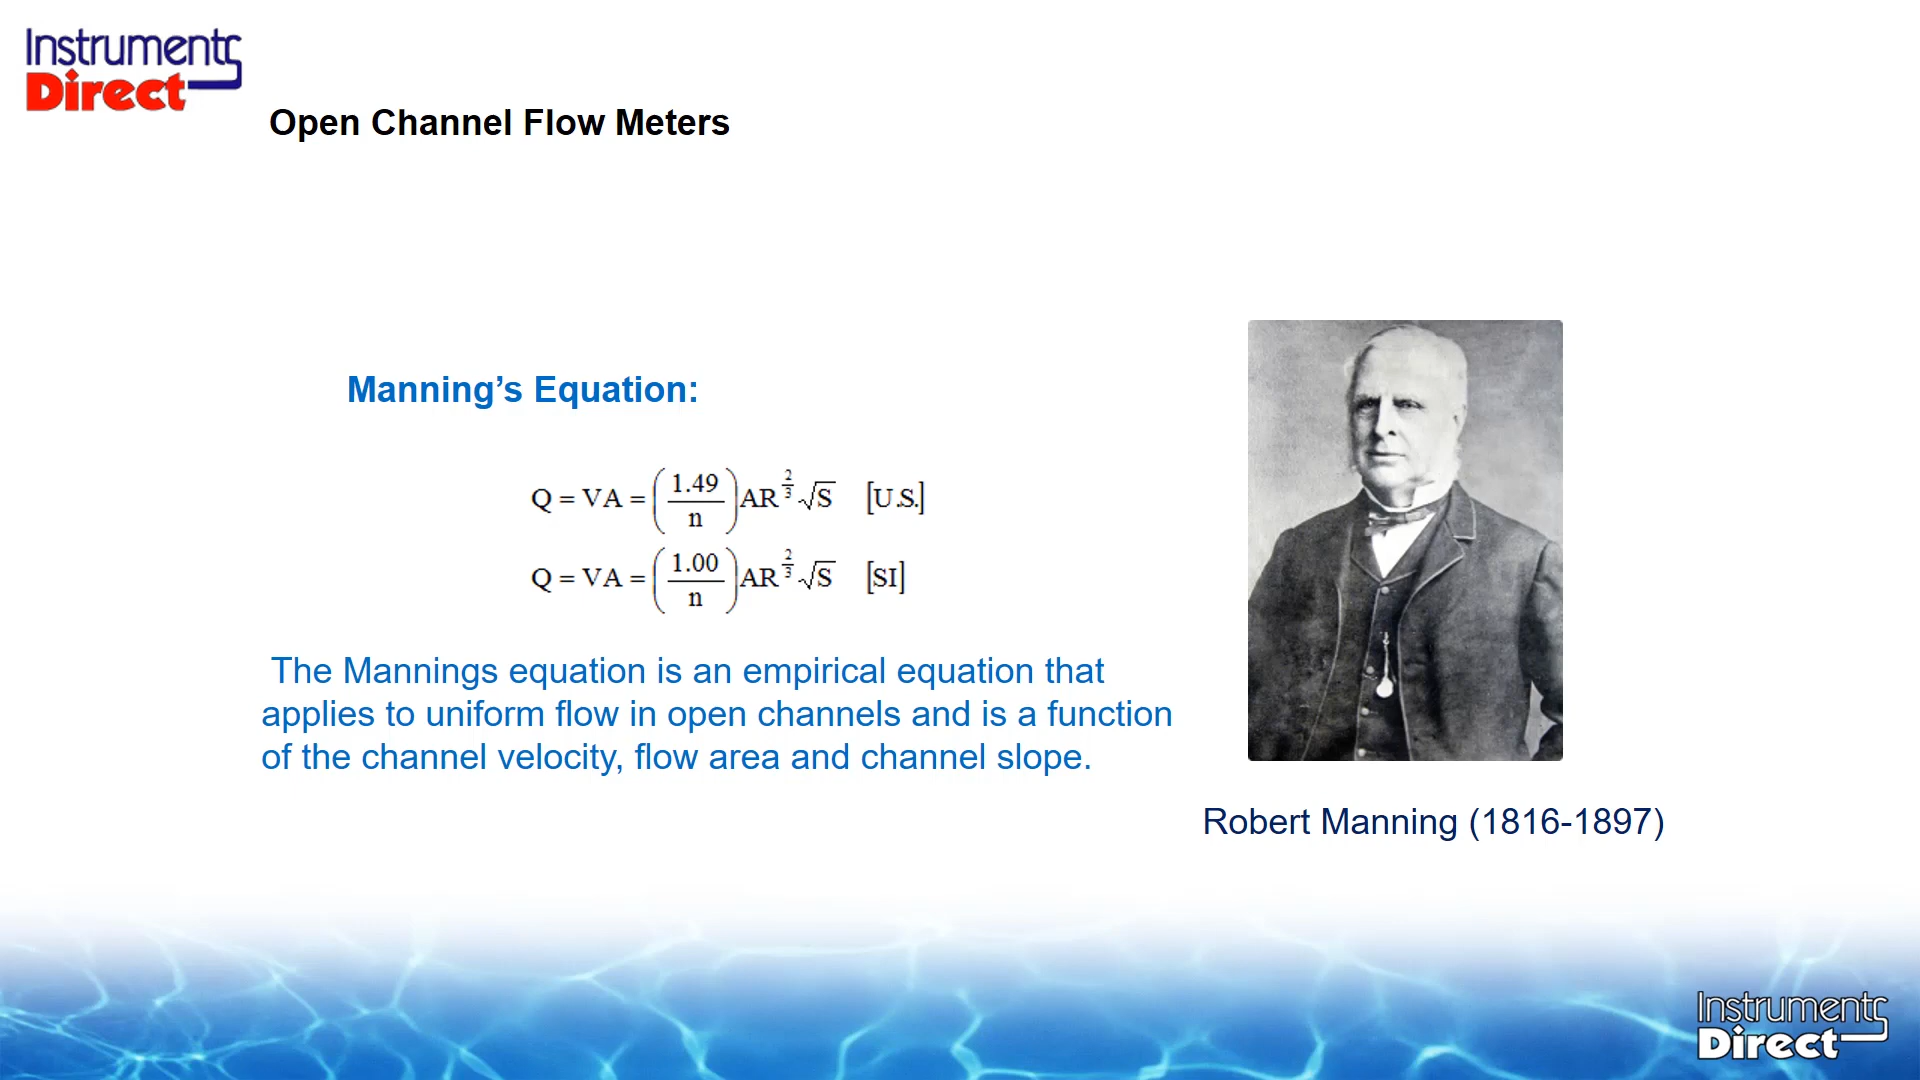 Instruments
Direct
Open Channel Flow Meters
Manning’s Equation:
Q = VA = (1.49/n) AR^(2/3) √S [U.S.]
Q = VA = (1.00/n) AR^(2/3) √S [SI]
The Mannings equation is an empirical equation that
applies to uniform flow in open channels and is a function
of the channel velocity, flow area and channel slope.
Robert Manning (1816-1897)
Instruments
Direct